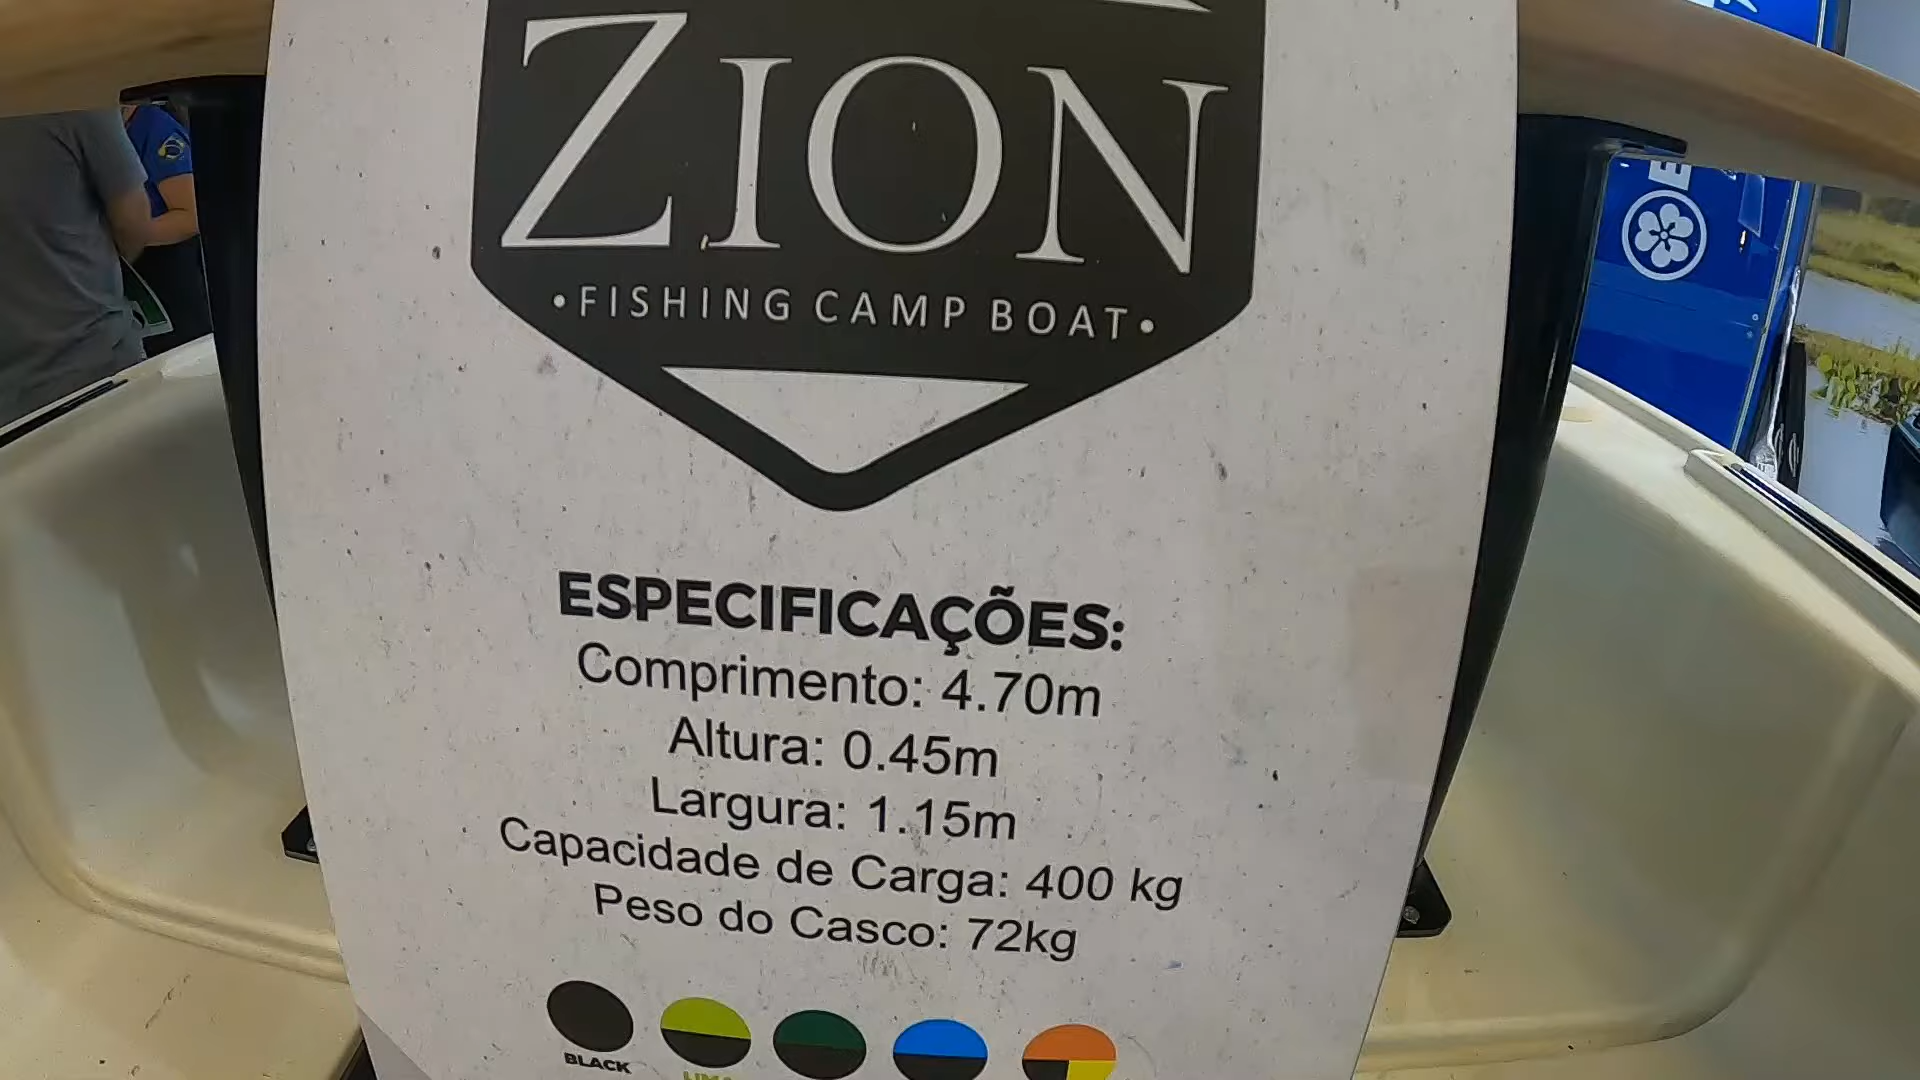 ZION
•FISHING CAMP BOAT•
ESPECIFICAÇÕES:
Comprimento: 4.70m
Altura: 0.45m
Largura: 1.15m
Capacidade de Carga: 400 kg
Peso do Casco: 72kg
BLACK